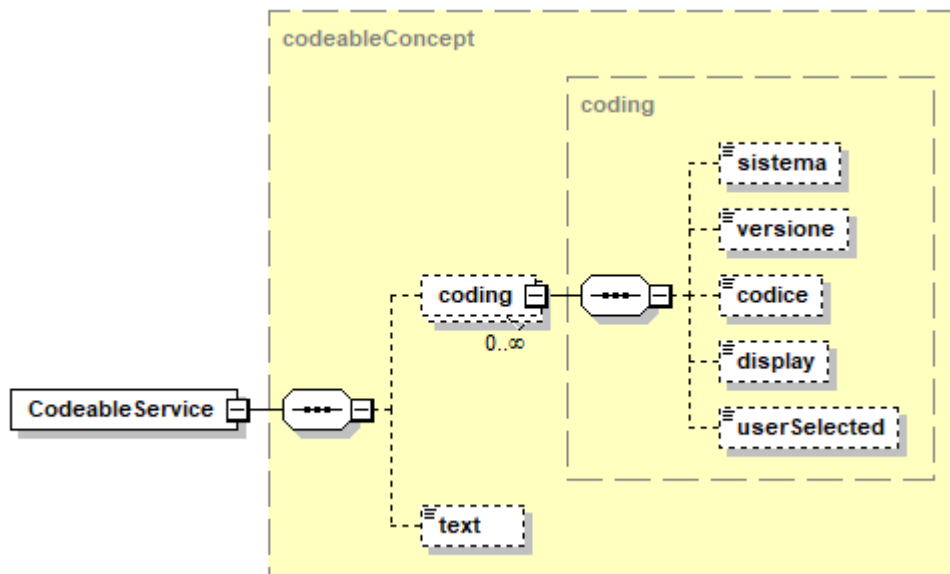 codeableConcept
coding
sistema
versione
codice
display
userSelected
coding
0..∞
CodeableService
text